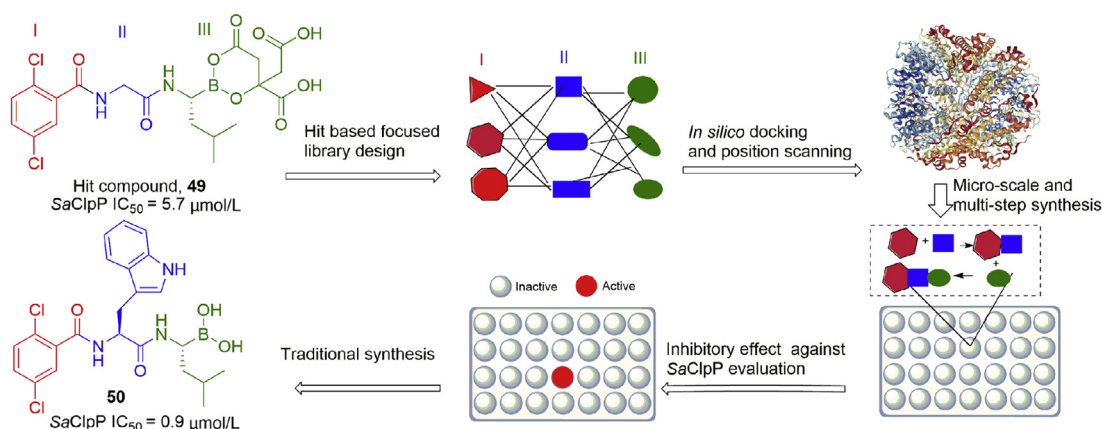 I II III
Cl
O
H
N
N
H
O
B
O
O
O
O
OH
OH
O
Cl
Hit compound, 49
SaClpP IC50 = 5.7 μmol/L
Hit based focused
library design
I II III
In silico docking
and position scanning
Micro-scale and
multi-step synthesis
+
+
Inhibitory effect against
SaClpP evaluation
Inactive Active
Traditional synthesis
NH
Cl
O
N
H
O
H
N
B
OH
OH
Cl
50
SaClpP IC50 = 0.9 μmol/L